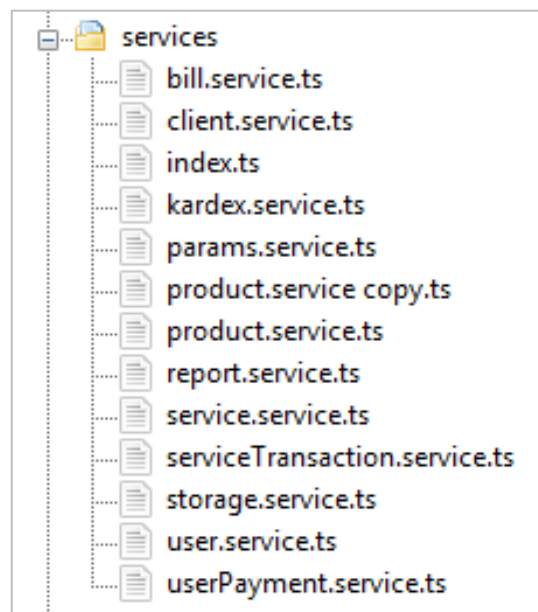 services
bill.service.ts
client.service.ts
index.ts
kardex.service.ts
params.service.ts
product.service copy.ts
product.service.ts
report.service.ts
service.service.ts
serviceTransaction.service.ts
storage.service.ts
user.service.ts
userPayment.service.ts